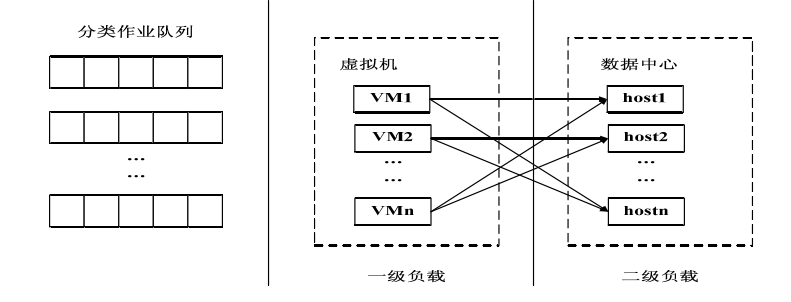 分类作业队列
...
...
虚拟机
VM1
VM2
...
...
VMn
一级负载
数据中心
host1
host2
...
...
hostn
二级负载